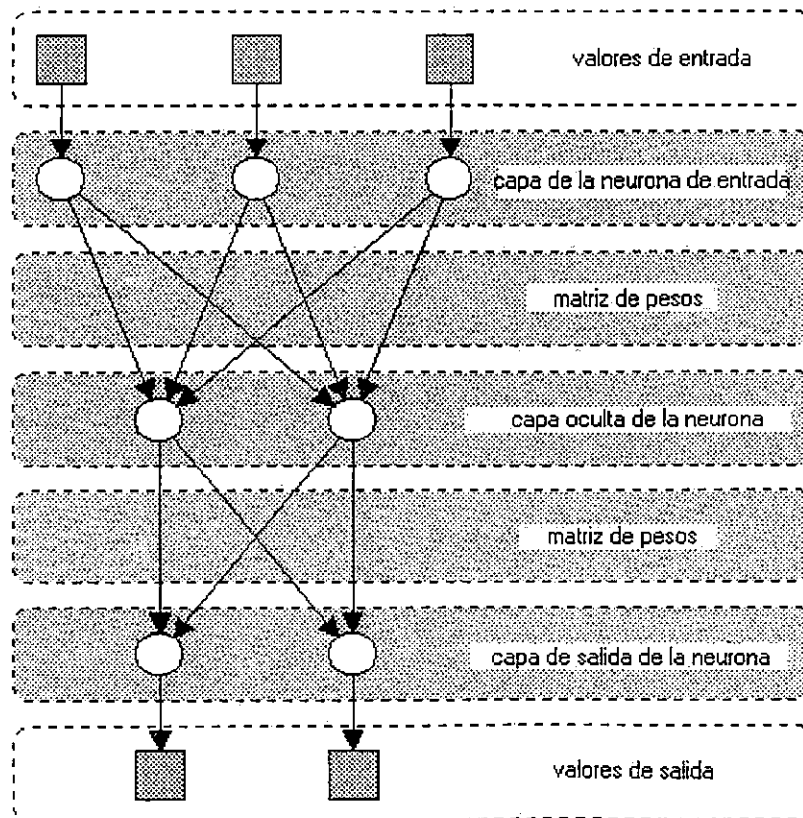 valores de entrada
capa de la neurona de entrada
matriz de pesos
capa oculta de la neurona
matriz de pesos
capa de salida de la neurona
valores de salida